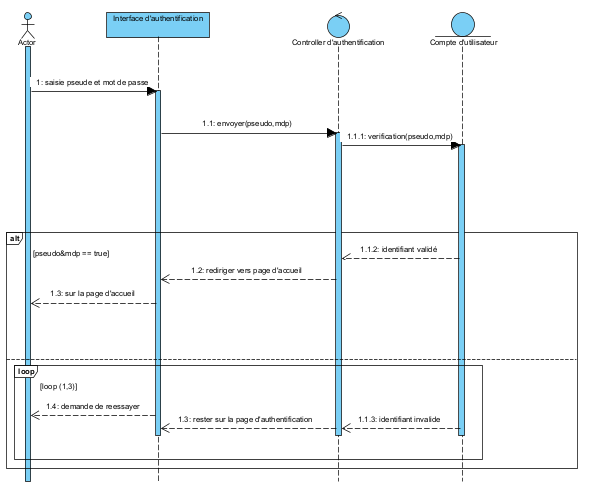 Interface d'authentification
Actor
Controller d'authentification
Compte d'utilisateur
1: saisie pseude et mot de passe
1.1: envoyer(pseudo,mdp)
1.1.1: verification(pseudo,mdp)
alt
[pseudo&mdp == true]
1.1.2: identifiant validé
1.2: rediriger vers page d'accueil
1.3: sur la page d'accueil
loop
[loop (1,3)]
1.4: demande de reessayer
1.3: rester sur la page d'authentification
1.1.3: identifiant invalide